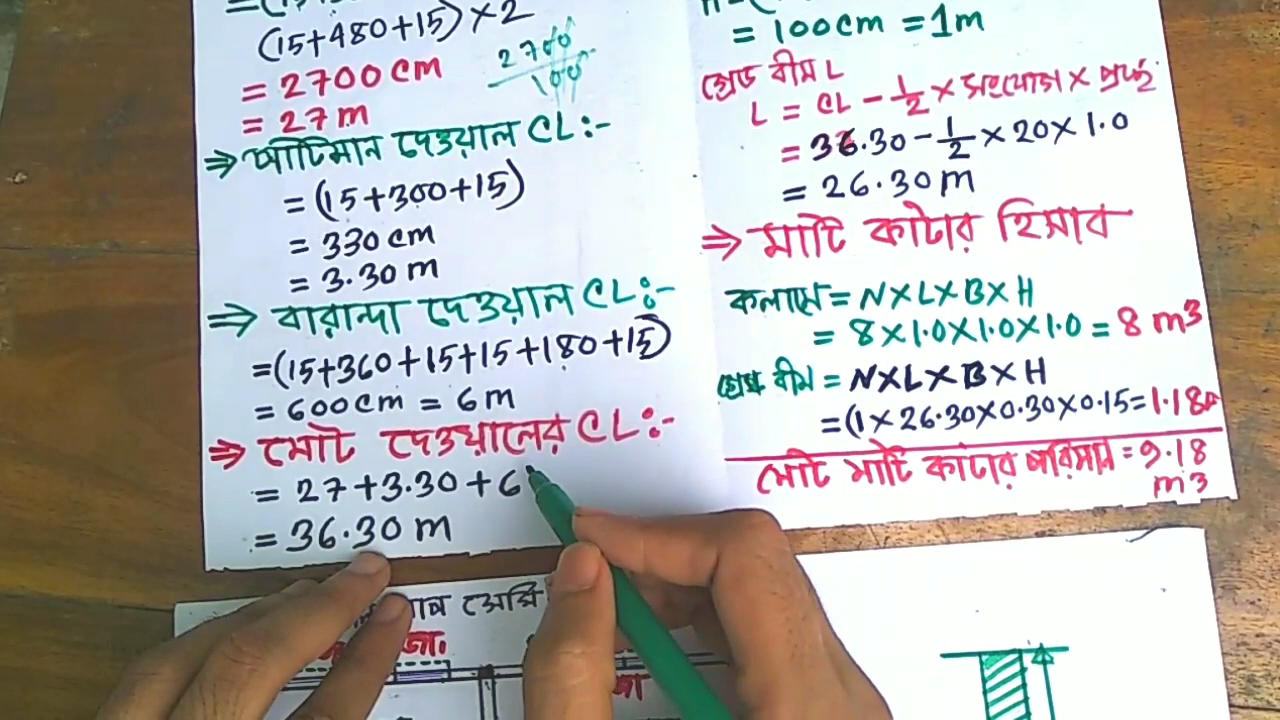 (15+480+15)×2
= 2700 cm
= 27 m
2700
100
⇒ পার্টিশান দেওয়াল CL:-
= (15+300+15)
= 330 cm
= 3.30 m
⇒ বারান্দা দেওয়াল CL:-
=(15+360+15+15+180+15)
= 600 cm = 6 m
⇒ মোট দেওয়ালের CL:-
= 27+3.30+6
= 36.30 m
= 100 cm = 1m
গ্রেড বীম L
L = CL - 1/2 × সংযোগ × প্রস্থ
= 36.30 - 1/2 × 20 × 1.0
= 26.30 m
⇒ মাটি কাটার হিসাব
কলামে = N×L×B×H
= 8×1.0×1.0×1.0 = 8 m³
গ্রেড বীম = N×L×B×H
=(1×26.30×0.30×0.15=1.18
মোট মাটি কাটার পরিমাণ = 9.18
m3